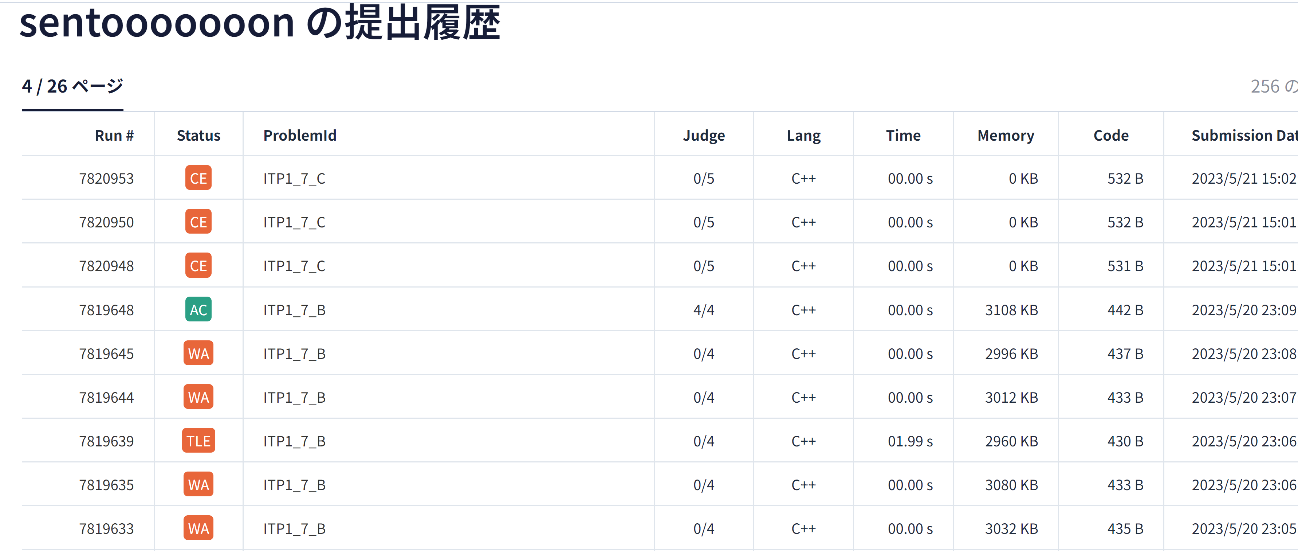 sentooooooon の提出履歴
4 / 26 ページ
256 の
Run # Status ProblemId Judge Lang Time Memory Code Submission Dat
7820953 CE ITP1_7_C 0/5 C++ 00.00 s 0 KB 532 B 2023/5/21 15:02
7820950 CE ITP1_7_C 0/5 C++ 00.00 s 0 KB 532 B 2023/5/21 15:01
7820948 CE ITP1_7_C 0/5 C++ 00.00 s 0 KB 531 B 2023/5/21 15:01
7819648 AC ITP1_7_B 4/4 C++ 00.00 s 3108 KB 442 B 2023/5/20 23:09
7819645 WA ITP1_7_B 0/4 C++ 00.00 s 2996 KB 437 B 2023/5/20 23:08
7819644 WA ITP1_7_B 0/4 C++ 00.00 s 3012 KB 433 B 2023/5/20 23:07
7819639 TLE ITP1_7_B 0/4 C++ 01.99 s 2960 KB 430 B 2023/5/20 23:06
7819635 WA ITP1_7_B 0/4 C++ 00.00 s 3080 KB 433 B 2023/5/20 23:06
7819633 WA ITP1_7_B 0/4 C++ 00.00 s 3032 KB 435 B 2023/5/20 23:05